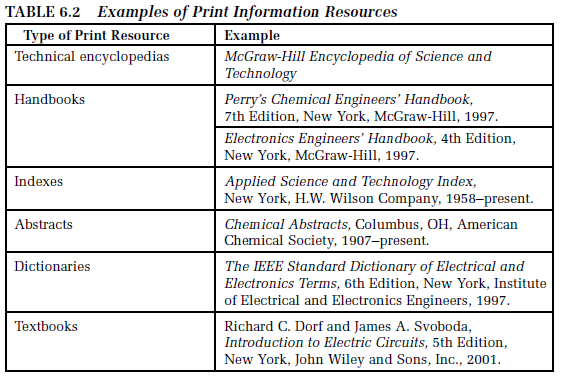 TABLE 6.2 Examples of Print Information Resources
Type of Print Resource Example
Technical encyclopedias McGraw-Hill Encyclopedia of Science and
Technology
Handbooks Perry's Chemical Engineers' Handbook,
7th Edition, New York, McGraw-Hill, 1997.
Electronics Engineers' Handbook, 4th Edition,
New York, McGraw-Hill, 1997.
Indexes Applied Science and Technology Index,
New York, H.W. Wilson Company, 1958–present.
Abstracts Chemical Abstracts, Columbus, OH, American
Chemical Society, 1907–present.
Dictionaries The IEEE Standard Dictionary of Electrical and
Electronics Terms, 6th Edition, New York, Institute
of Electrical and Electronics Engineers, 1997.
Textbooks Richard C. Dorf and James A. Svoboda,
Introduction to Electric Circuits, 5th Edition,
New York, John Wiley and Sons, Inc., 2001.